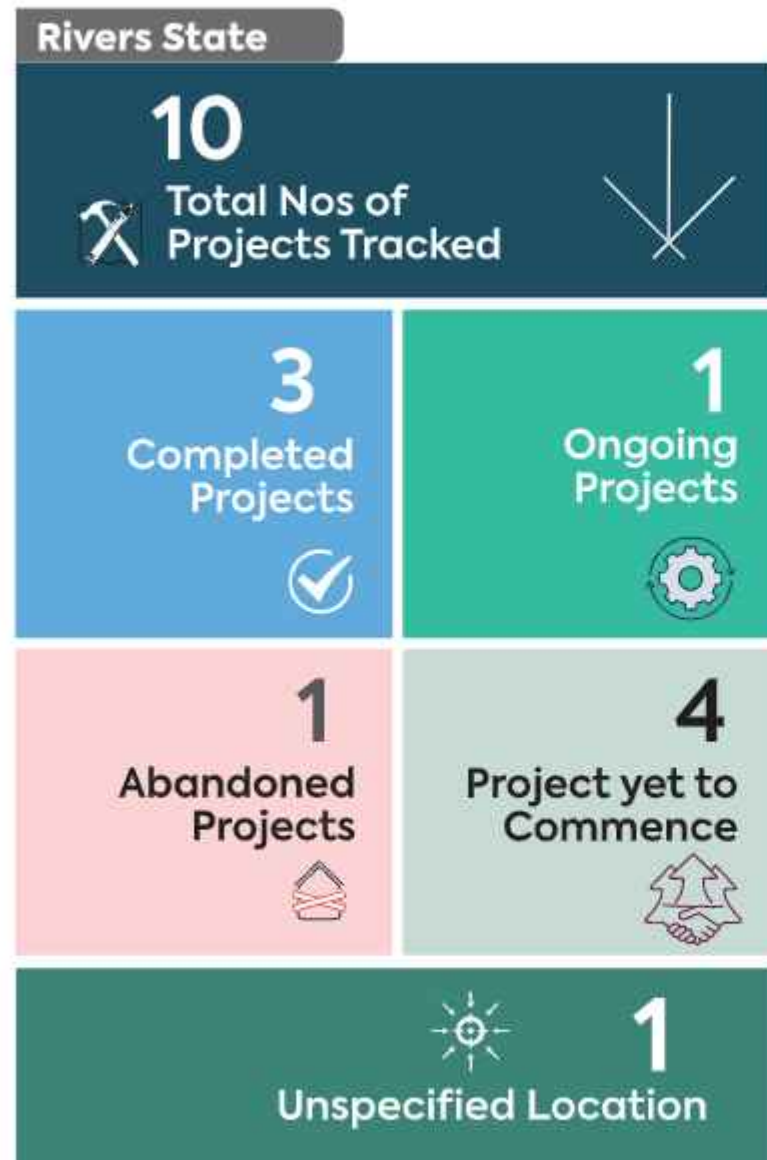 Rivers State
10
Total Nos of
Projects Tracked
3
Completed
Projects
1
Ongoing
Projects
1
Abandoned
Projects
4
Project yet to
Commence
1
Unspecified Location